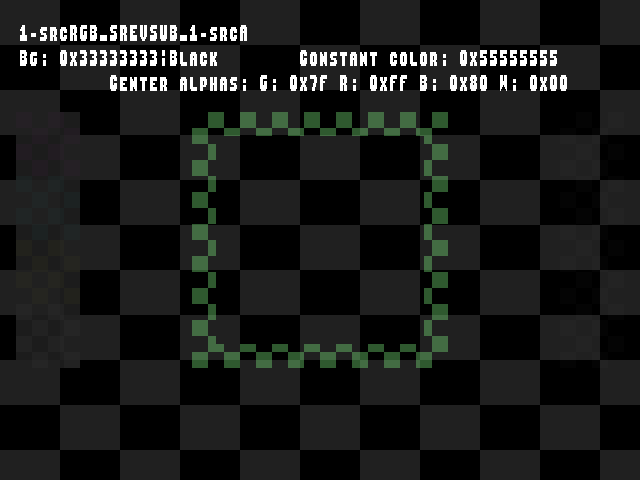 1-srcRGB_SREVSUB_1-srcA
Bg: 0x33333333¦Black Constant color: 0x55555555
Center alphas: G: 0x7f R: 0xff B: 0x80 W: 0x00